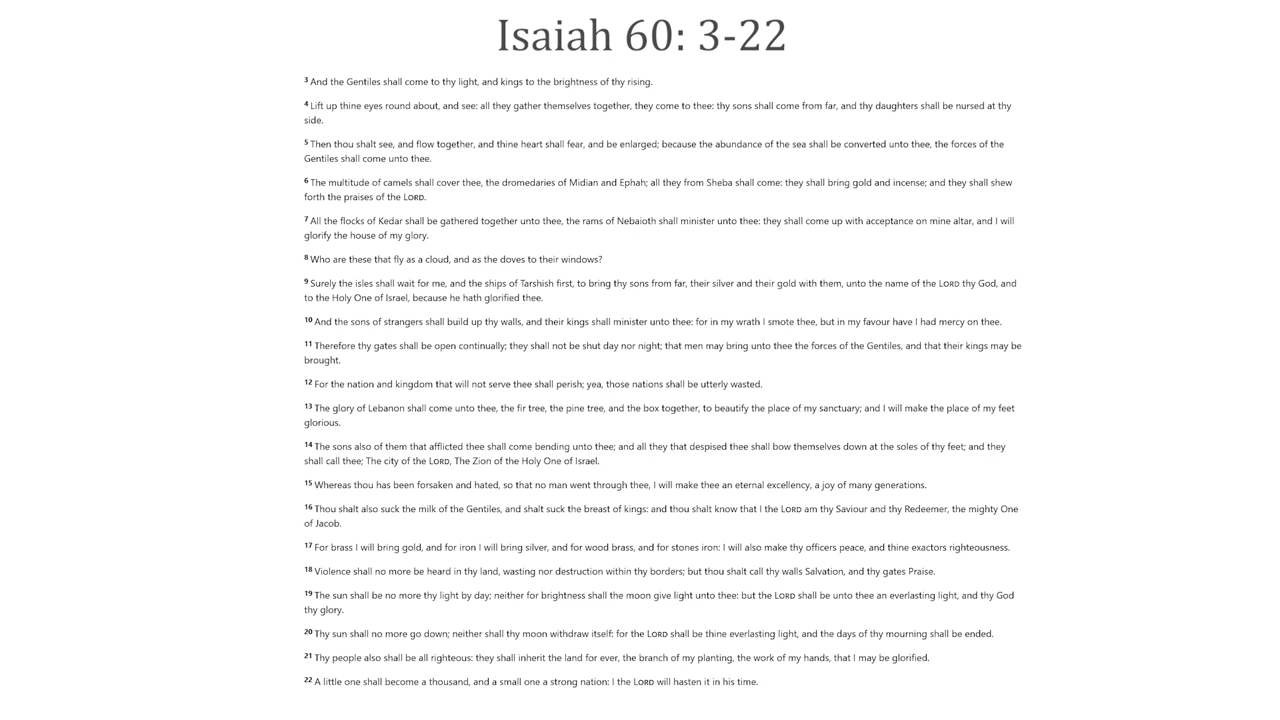 Isaiah 60: 3-22
3 And the Gentiles shall come to thy light, and kings to the brightness of thy rising.
4 Lift up thine eyes round about, and see: all they gather themselves together, they come to thee: thy sons shall come from far, and thy daughters shall be nursed at thy
side.
5 Then thou shalt see, and flow together, and thine heart shall fear, and be enlarged; because the abundance of the sea shall be converted unto thee, the forces of the
Gentiles shall come unto thee.
6 The multitude of camels shall cover thee, the dromedaries of Midian and Ephah; all they from Sheba shall come: they shall bring gold and incense; and they shall shew
forth the praises of the LORD.
7 All the flocks of Kedar shall be gathered together unto thee, the rams of Nebaioth shall minister unto thee: they shall come up with acceptance on mine altar, and I will
glorify the house of my glory.
8 Who are these that fly as a cloud, and as the doves to their windows?
9 Surely the isles shall wait for me, and the ships of Tarshish first, to bring thy sons from far, their silver and their gold with them, unto the name of the LORD thy God, and
to the Holy One of Israel, because he hath glorified thee.
10 And the sons of strangers shall build up thy walls, and their kings shall minister unto thee: for in my wrath I smote thee, but in my favour have I had mercy on thee.
11 Therefore thy gates shall be open continually; they shall not be shut day nor night; that men may bring unto thee the forces of the Gentiles, and that their kings may be
brought.
12 For the nation and kingdom that will not serve thee shall perish; yea, those nations shall be utterly wasted.
13 The glory of Lebanon shall come unto thee, the fir tree, the pine tree, and the box together, to beautify the place of my sanctuary; and I will make the place of my feet
glorious.
14 The sons also of them that afflicted thee shall come bending unto thee; and all they that despised thee shall bow themselves down at the soles of thy feet; and they
shall call thee; The city of the LORD, The Zion of the Holy One of Israel.
15 Whereas thou has been forsaken and hated, so that no man went through thee, I will make thee an eternal excellency, a joy of many generations.
16 Thou shalt also suck the milk of the Gentiles, and shalt suck the breast of kings: and thou shalt know that I the LORD am thy Saviour and thy Redeemer, the mighty One
of Jacob.
17 For brass I will bring gold, and for iron I will bring silver, and for wood brass, and for stones iron: I will also make thy officers peace, and thine exactors righteousness.
18 Violence shall no more be heard in thy land, wasting nor destruction within thy borders; but thou shalt call thy walls Salvation, and thy gates Praise.
19 The sun shall be no more thy light by day; neither for brightness shall the moon give light unto thee: but the LORD shall be unto thee an everlasting light, and thy God
thy glory.
20 Thy sun shall no more go down; neither shall thy moon withdraw itself: for the LORD shall be thine everlasting light, and the days of thy mourning shall be ended.
21 Thy people also shall be all righteous: they shall inherit the land for ever, the branch of my planting, the work of my hands, that I may be glorified.
22 A little one shall become a thousand, and a small one a strong nation: I the LORD will hasten it in his time.